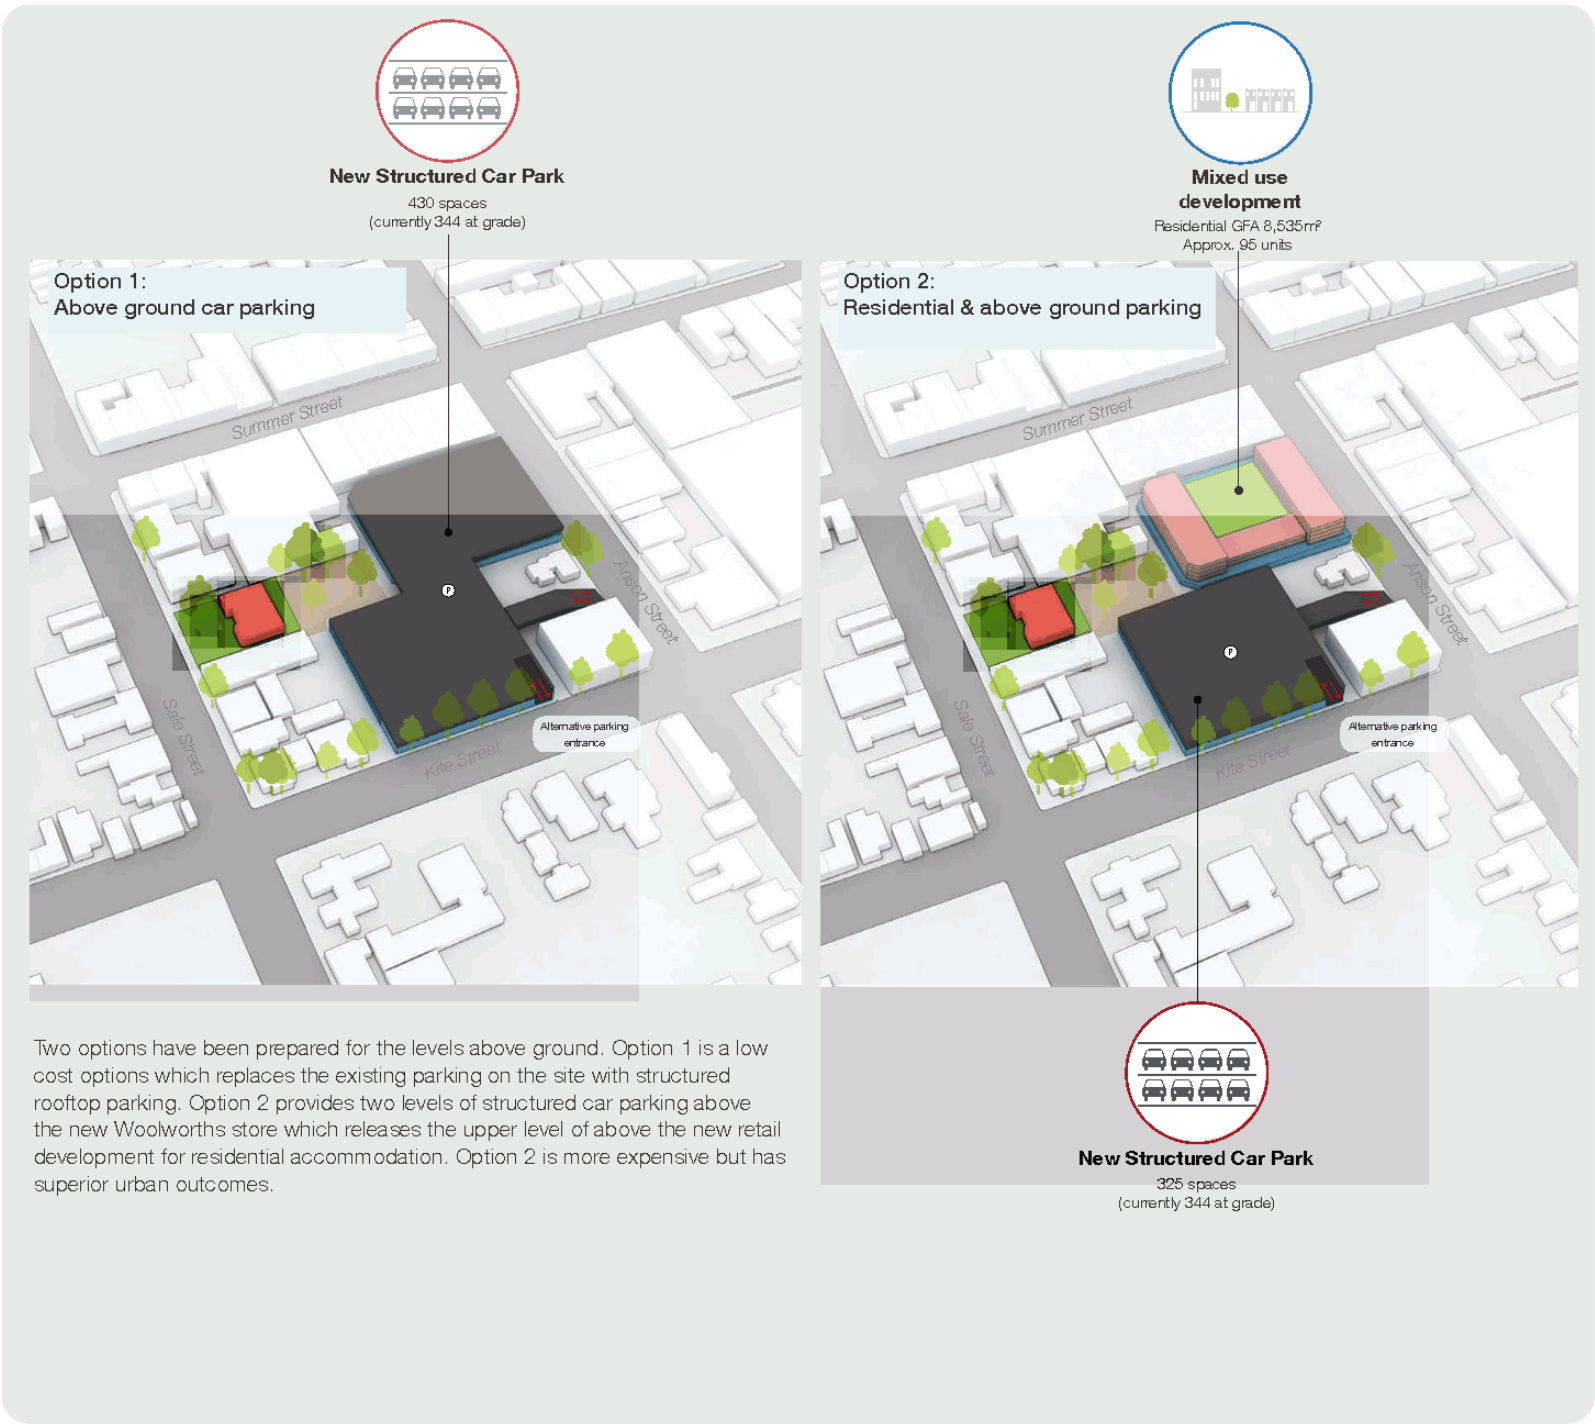 New Structured Car Park
430 spaces
(currently 344 at grade)
Mixed use
development
Residential GFA 8,535m²
Approx. 95 units
Option 1:
Above ground car parking
Summer Street
Anson Street
Sale Street
Kite Street
P
Alternative parking
entrance
Option 2:
Residential & above ground parking
Summer Street
Anson Street
Sale Street
Kite Street
P
Alternative parking
entrance
Two options have been prepared for the levels above ground. Option 1 is a low
cost options which replaces the existing parking on the site with structured
rooftop parking. Option 2 provides two levels of structured car parking above
the new Woolworths store which releases the upper level of above the new retail
development for residential accommodation. Option 2 is more expensive but has
superior urban outcomes.
New Structured Car Park
325 spaces
(currently 344 at grade)